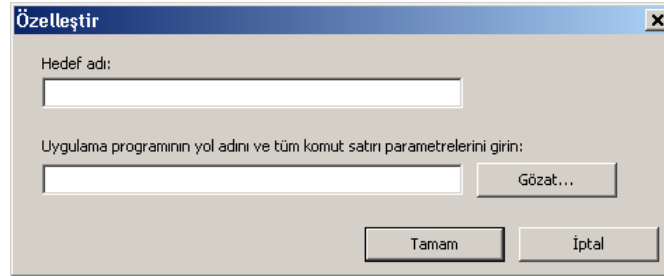 Özelleştir
Hedef adı:
Uygulama programının yol adını ve tüm komut satırı parametrelerini girin:
Gözat...
Tamam
İptal